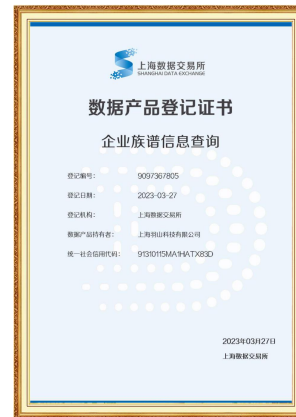 上海数据交易所
SHANGHAI DATA EXCHANGE
数据产品登记证书
企业族谱信息查询
登记编号： 9097367805
登记日期： 2023-03-27
登记机构： 上海数据交易所
数据产品持有者： 上海羽山科技有限公司
统一社会信用代码： 91310115MA1HATX83D
2023年03月27日
上海数据交易所